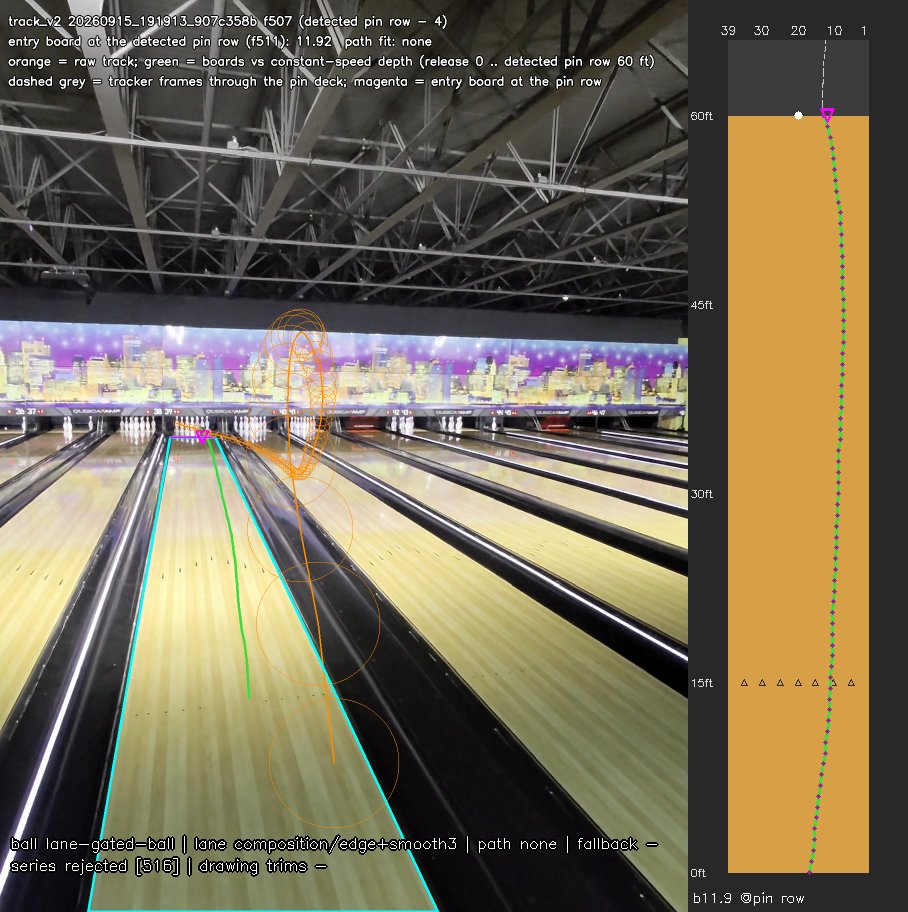 track_v2 20260915_191913_907c358b f507 (detected pin row - 4)
entry board at the detected pin row (f511): 11.92 path fit: none
orange = raw track; green = boards vs constant-speed depth (release 0 .. detected pin row 60 ft)
dashed grey = tracker frames through the pin deck; magenta = entry board at the pin row
39 30 20 10 1
60ft
45ft
30ft
15ft
0ft
ball lane-gated-ball | lane composition/edge+smooth3 | path none | fallback -
series rejected [516] | drawing trims -
b11.9 @pin row